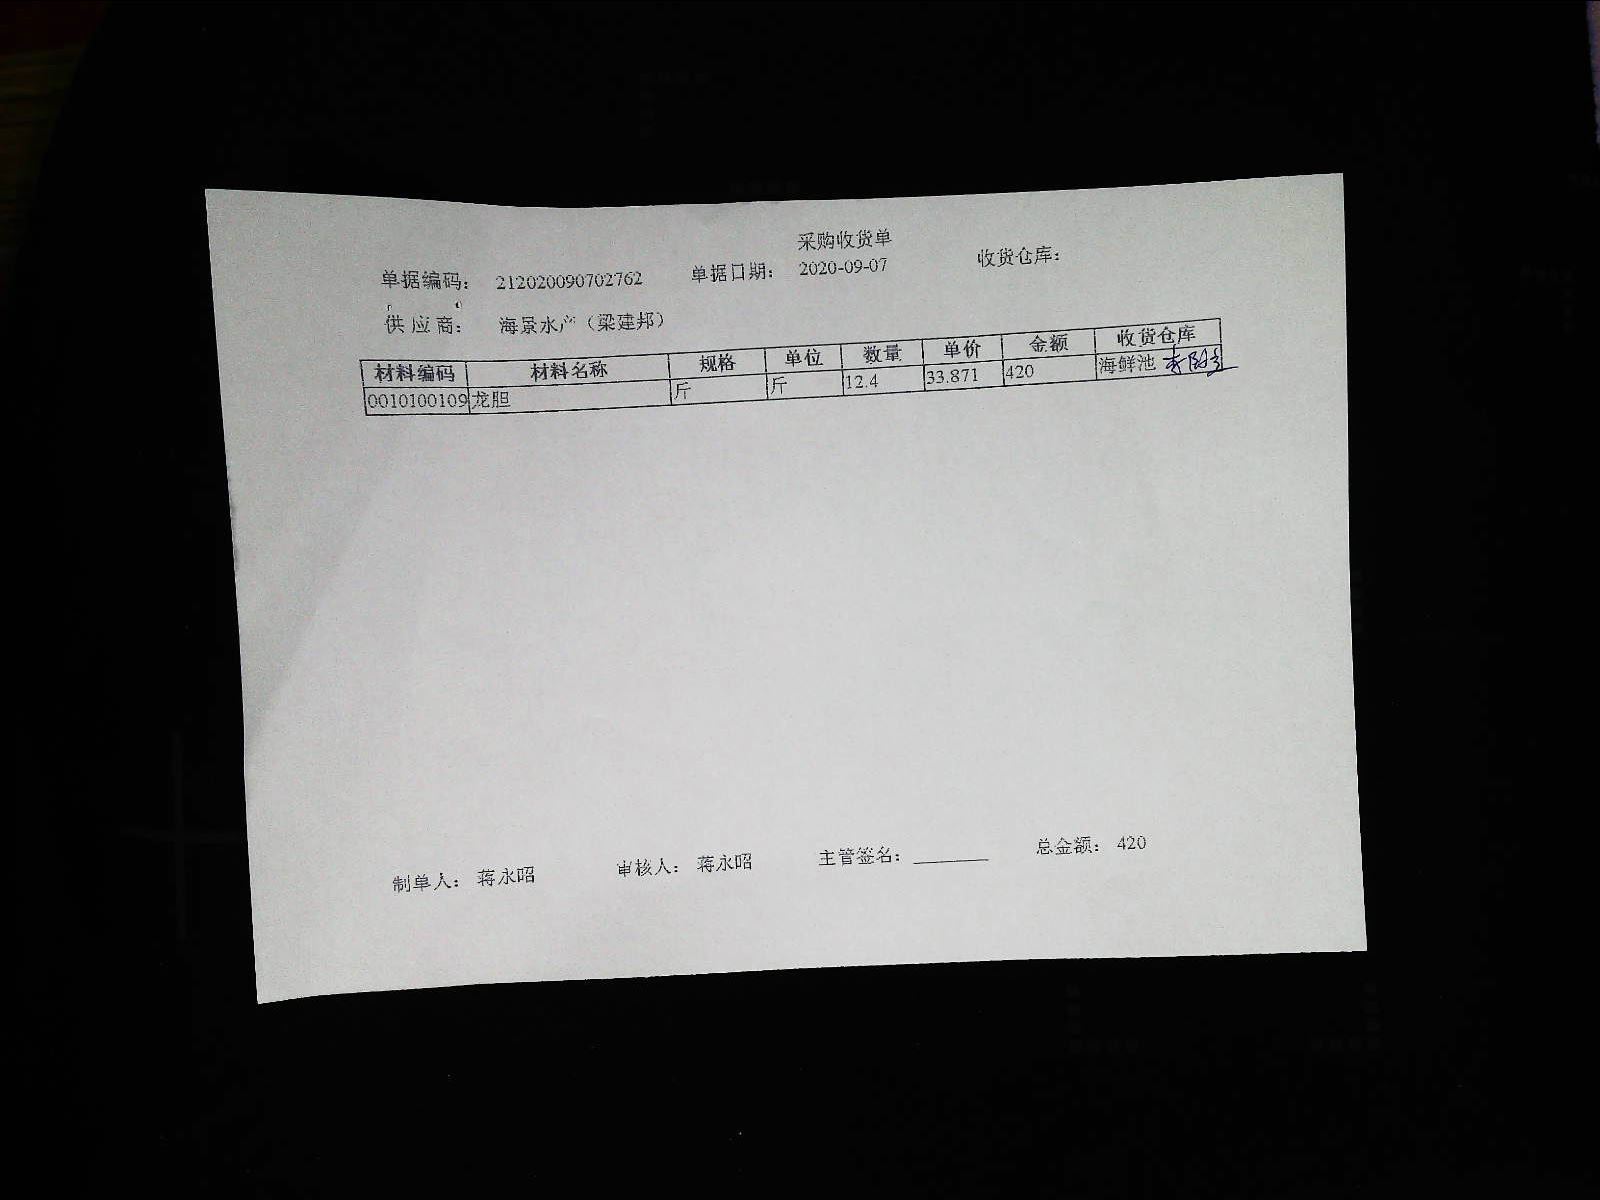 采购收货单
单据编码: 212020090702762 单据日期: 2020-09-07 收货仓库:
供应商: 海景水产(梁建邦)
材料编码 材料名称 规格 单位 数量 单价 金额 收货仓库
0010100109 龙胆 斤 斤 12.4 33.871 420 海鲜池
制单人: 蒋永昭 审核人: 蒋永昭 主管签名: 总金额: 420